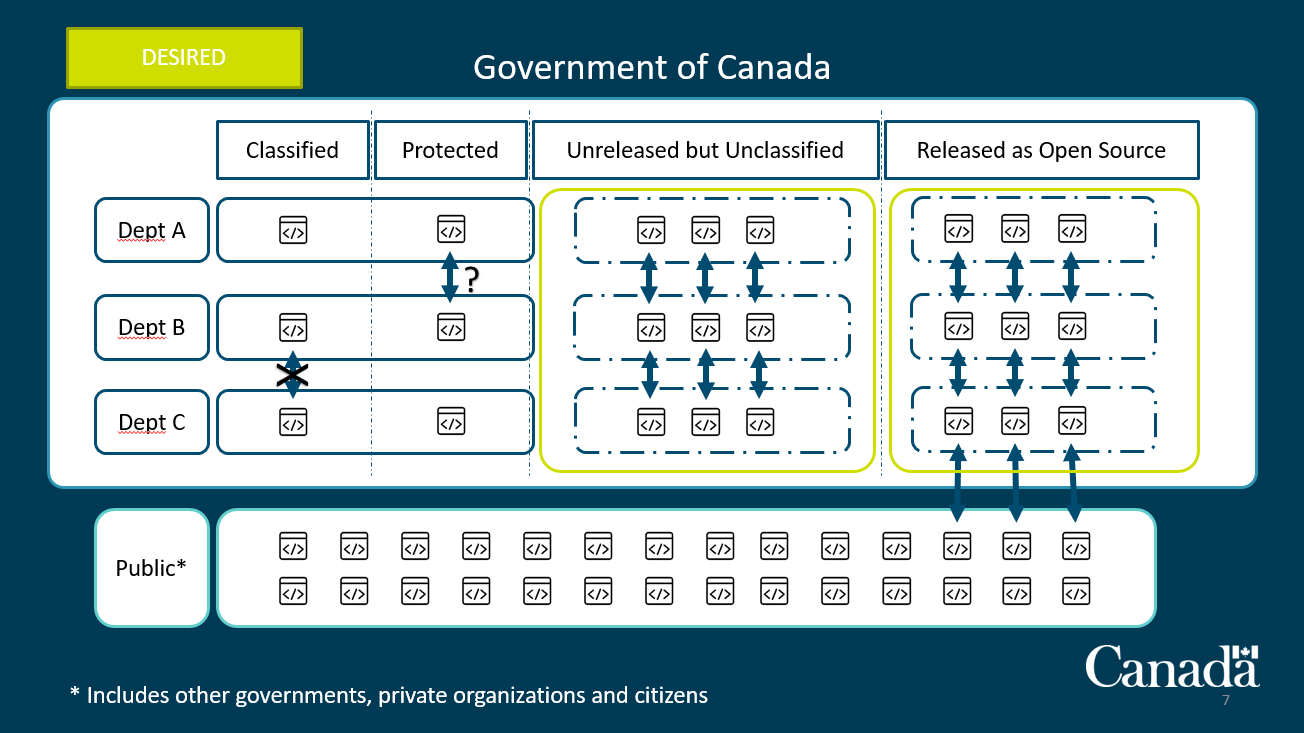 DESIRED
Government of Canada
Classified
Protected
Unreleased but Unclassified
Released as Open Source
Dept A
?
Dept B
Dept C
Public*
* Includes other governments, private organizations and citizens
Canada
7